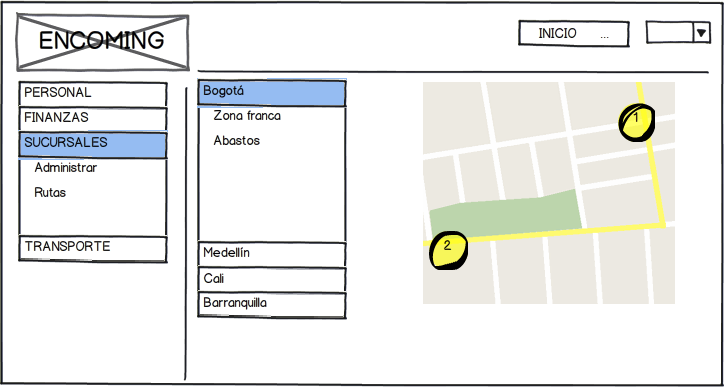 ENCOMING
INICIO ...
PERSONAL
FINANZAS
SUCURSALES
Administrar
Rutas
TRANSPORTE
Bogotá
Zona franca
Abastos
Medellín
Cali
Barranquilla
1
2